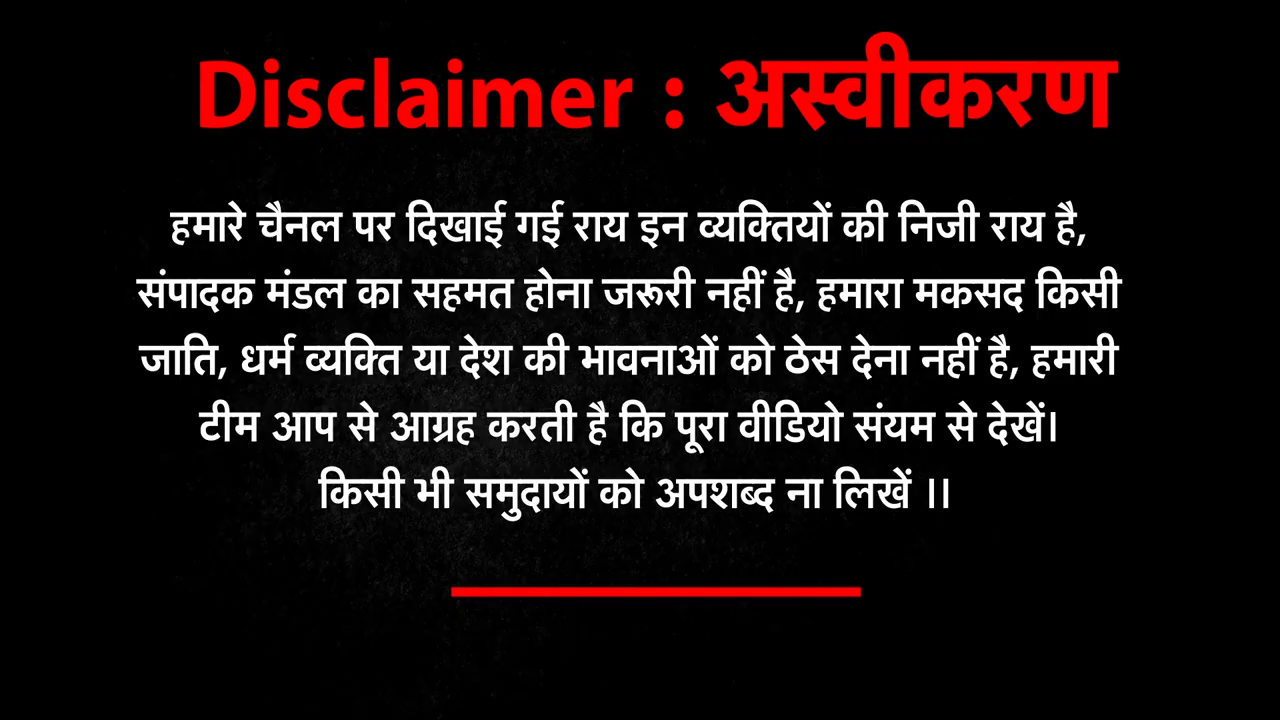 Disclaimer : अस्वीकरण
हमारे चैनल पर दिखाई गई राय इन व्यक्तियों की निजी राय है,
संपादक मंडल का सहमत होना जरूरी नहीं है, हमारा मकसद किसी
जाति, धर्म व्यक्ति या देश की भावनाओं को ठेस देना नहीं है, हमारी
टीम आप से आग्रह करती है कि पूरा वीडियो संयम से देखें।
किसी भी समुदायों को अपशब्द ना लिखें ।।